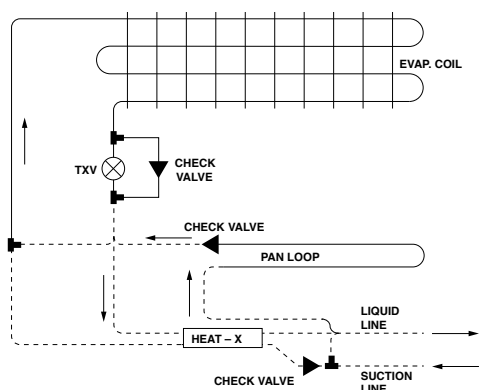 EVAP. COIL
TXV
CHECK
VALVE
CHECK VALVE
PAN LOOP
LIQUID
LINE
HEAT – X
CHECK VALVE
SUCTION
LINE